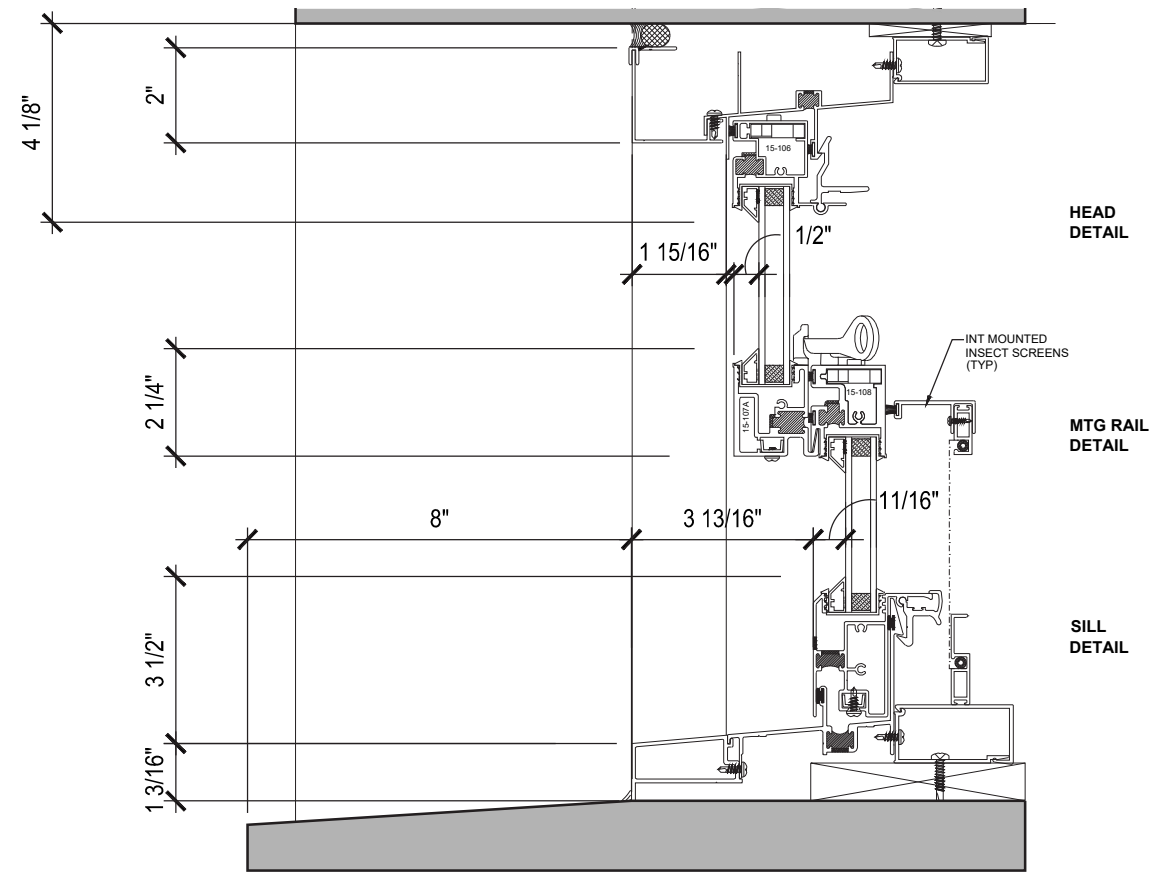 4 1/8"
2"
15-106
HEAD
DETAIL
1 15/16"
1/2"
INT MOUNTED
INSECT SCREENS
(TYP)
2 1/4"
15-107A
15-108
MTG RAIL
DETAIL
8"
3 13/16"
11/16"
3 1/2"
SILL
DETAIL
1 3/16"